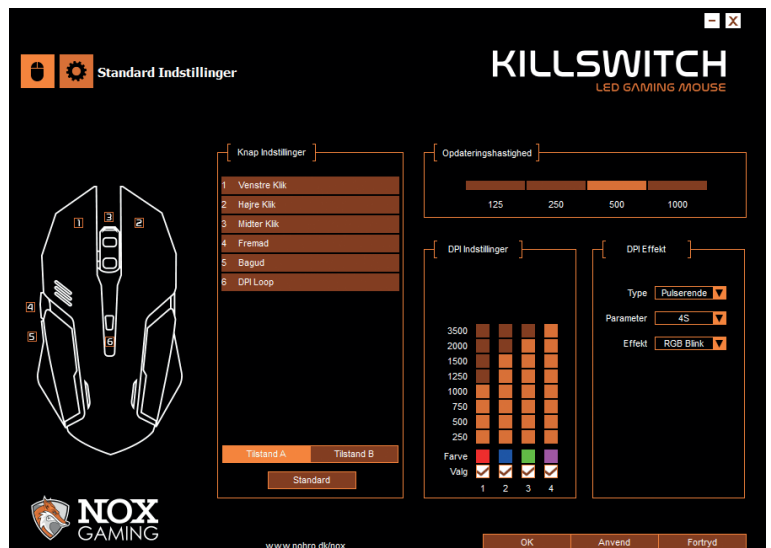 – X
Standard Indstillinger
KILLSWITCH
LED GAMING MOUSE
Knap Indstillinger
1 Venstre Klik
2 Højre Klik
3 Midter Klik
4 Fremad
5 Bagud
6 DPI Loop
Tilstand A Tilstand B
Standard
1 3 2
4
5
6
Opdateringshastighed
125 250 500 1000
DPI Indstillinger
3500
2000
1500
1250
1000
750
500
250
Farve
Valg
1 2 3 4
DPI Effekt
Type Pulserende
Parameter 4S
Effekt RGB Blink
NOX
GAMING
www.nohro.dk/nox
OK Anvend Fortryd